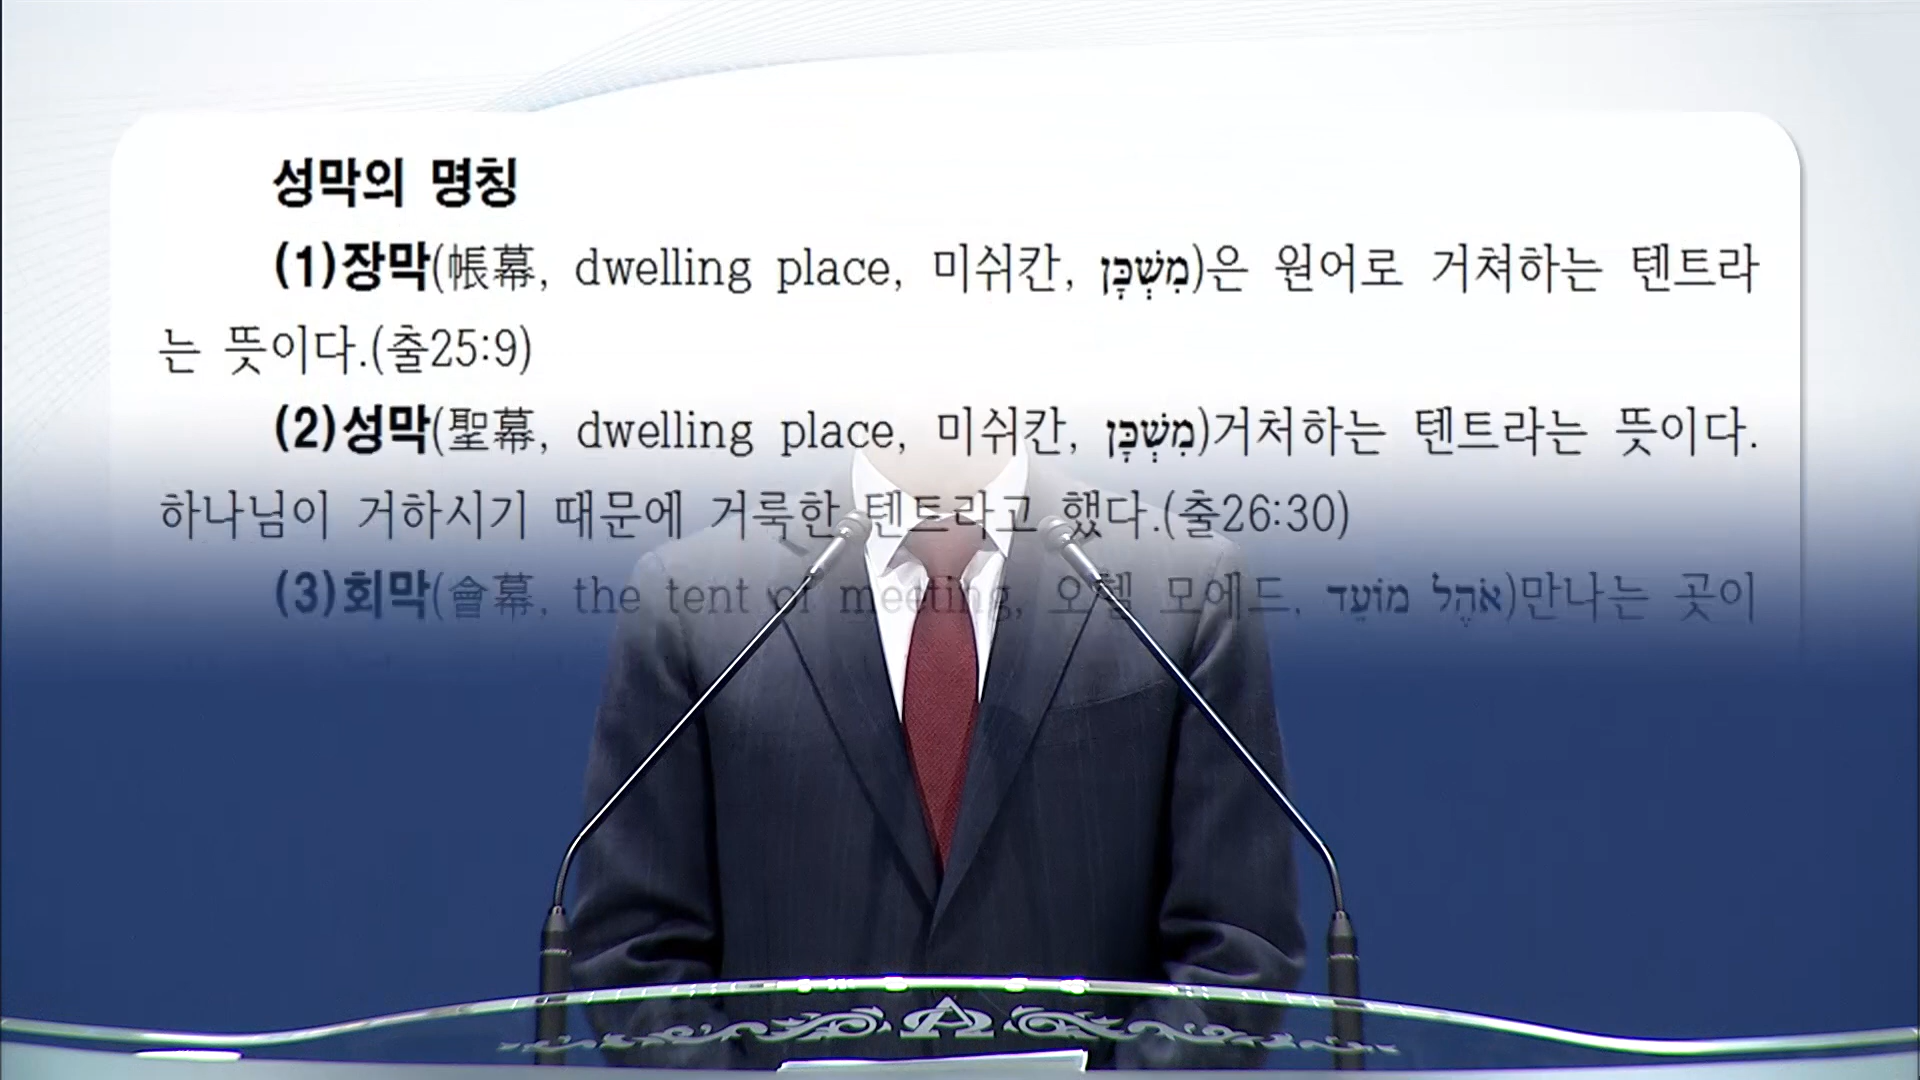 성막의 명칭
(1)장막(帳幕, dwelling place, 미쉬칸, מִשְׁכָּן)은 원어로 거쳐하는 텐트라
는 뜻이다.(출25:9)
(2)성막(聖幕, dwelling place, 미쉬칸, מִשְׁכָּן)거처하는 텐트라는 뜻이다.
하나님이 거하시기 때문에 거룩한 텐트라고 했다.(출26:30)
(3)회막(會幕, the tent of meeting, 오헬 모에드, אֹהֶל מוֹעֵד)만나는 곳이